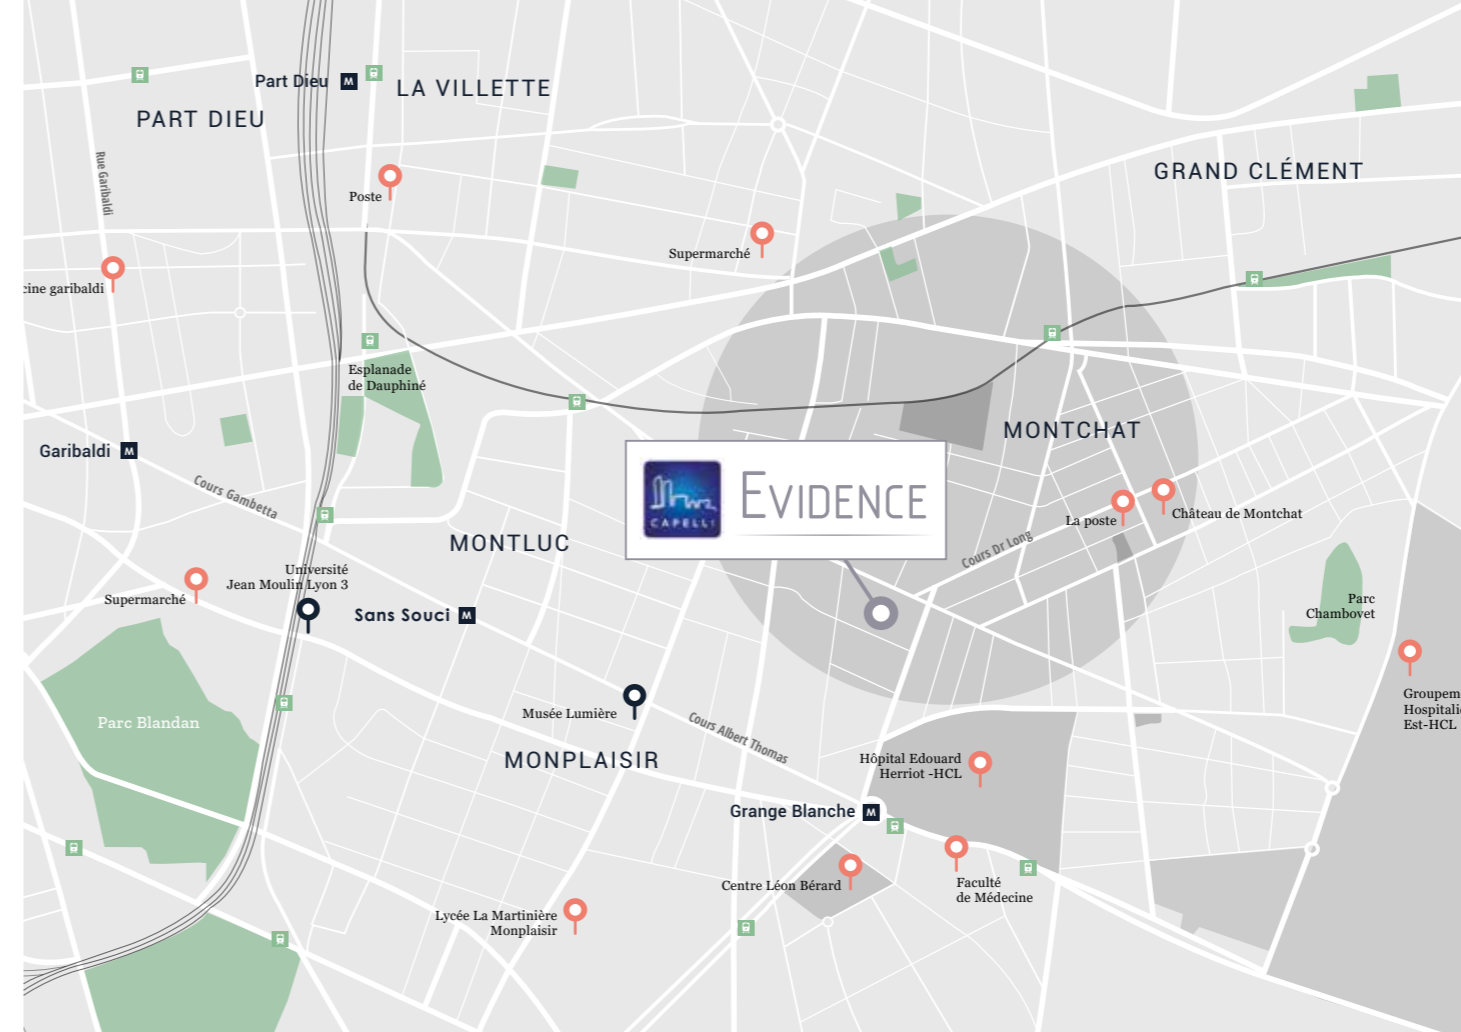 Part Dieu M
LA VILLETTE
PART DIEU
Rue Garibaldi
GRAND CLÉMENT
Poste
Supermarché
cine garibaldi
Esplanade
de Dauphiné
MONTCHAT
Garibaldi M
Cours Gambetta
CAPELLI
EVIDENCE
La poste
Château de Montchat
Cours Dr Long
MONTLUC
Université
Jean Moulin Lyon 3
Supermarché
Sans Souci M
Parc
Chambovet
Parc Blandan
Musée Lumière
Cours Albert Thomas
Groupem
Hospitali
Est-HCL
MONPLAISIR
Hôpital Edouard
Herriot -HCL
Grange Blanche M
Centre Léon Bérard
Faculté
de Médecine
Lycée La Martinière
Monplaisir